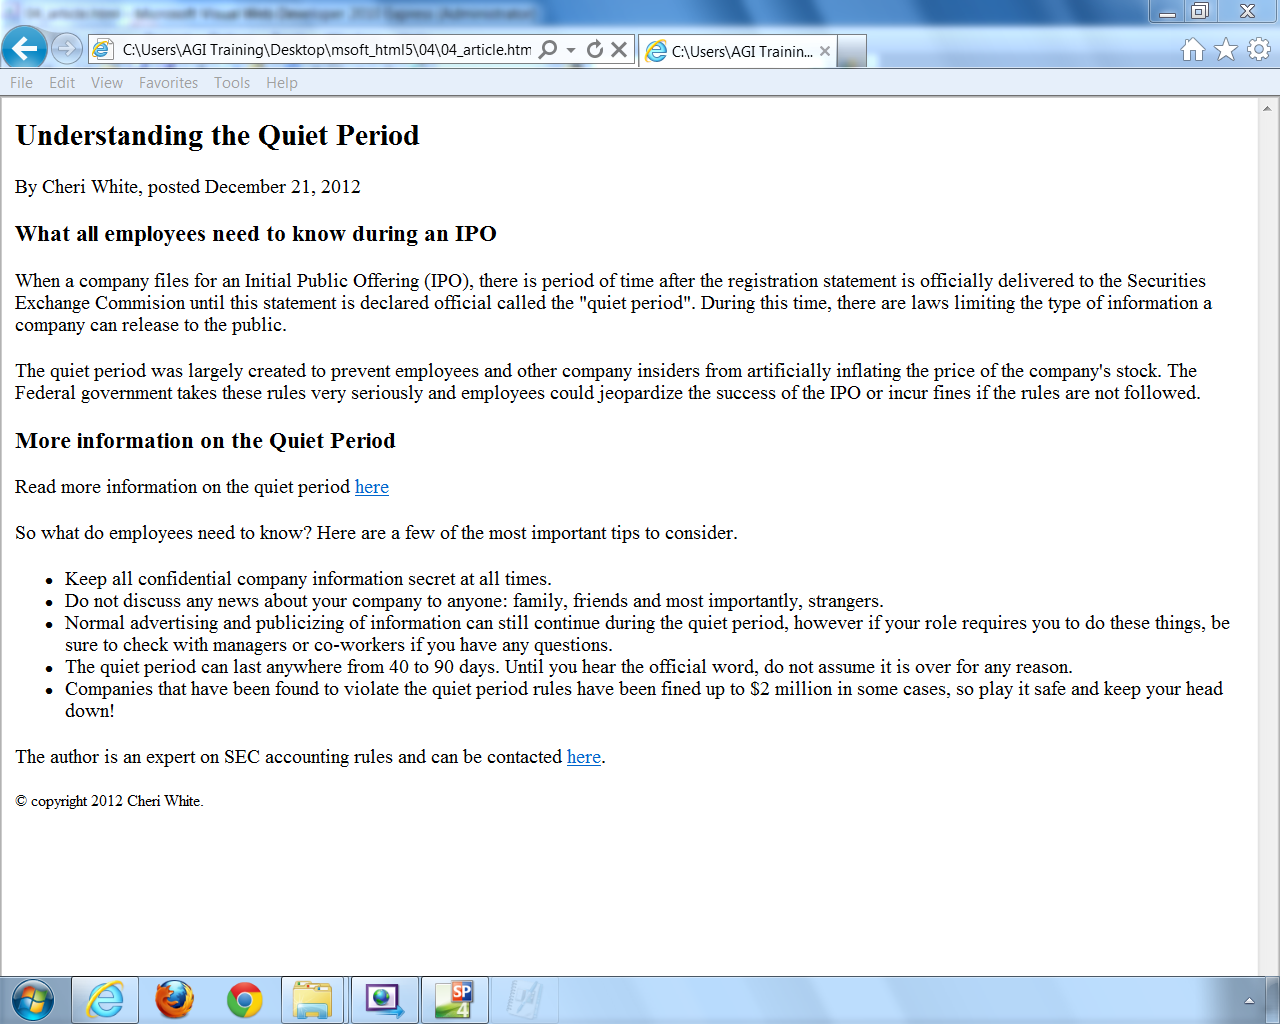 04_article.html - Microsoft Visual Web Developer 2010 Express (Administrator)
C:\Users\AGI Training\Desktop\msoft_html5\04\04_article.htm
C:\Users\AGI Trainin...
File Edit View Favorites Tools Help
Understanding the Quiet Period
By Cheri White, posted December 21, 2012
What all employees need to know during an IPO
When a company files for an Initial Public Offering (IPO), there is period of time after the registration statement is officially delivered to the Securities
Exchange Commision until this statement is declared official called the "quiet period". During this time, there are laws limiting the type of information a
company can release to the public.
The quiet period was largely created to prevent employees and other company insiders from artificially inflating the price of the company's stock. The
Federal government takes these rules very seriously and employees could jeopardize the success of the IPO or incur fines if the rules are not followed.
More information on the Quiet Period
Read more information on the quiet period here
So what do employees need to know? Here are a few of the most important tips to consider.
• Keep all confidential company information secret at all times.
• Do not discuss any news about your company to anyone: family, friends and most importantly, strangers.
• Normal advertising and publicizing of information can still continue during the quiet period, however if your role requires you to do these things, be
sure to check with managers or co-workers if you have any questions.
• The quiet period can last anywhere from 40 to 90 days. Until you hear the official word, do not assume it is over for any reason.
• Companies that have been found to violate the quiet period rules have been fined up to $2 million in some cases, so play it safe and keep your head
down!
The author is an expert on SEC accounting rules and can be contacted here.
© copyright 2012 Cheri White.
SP
4